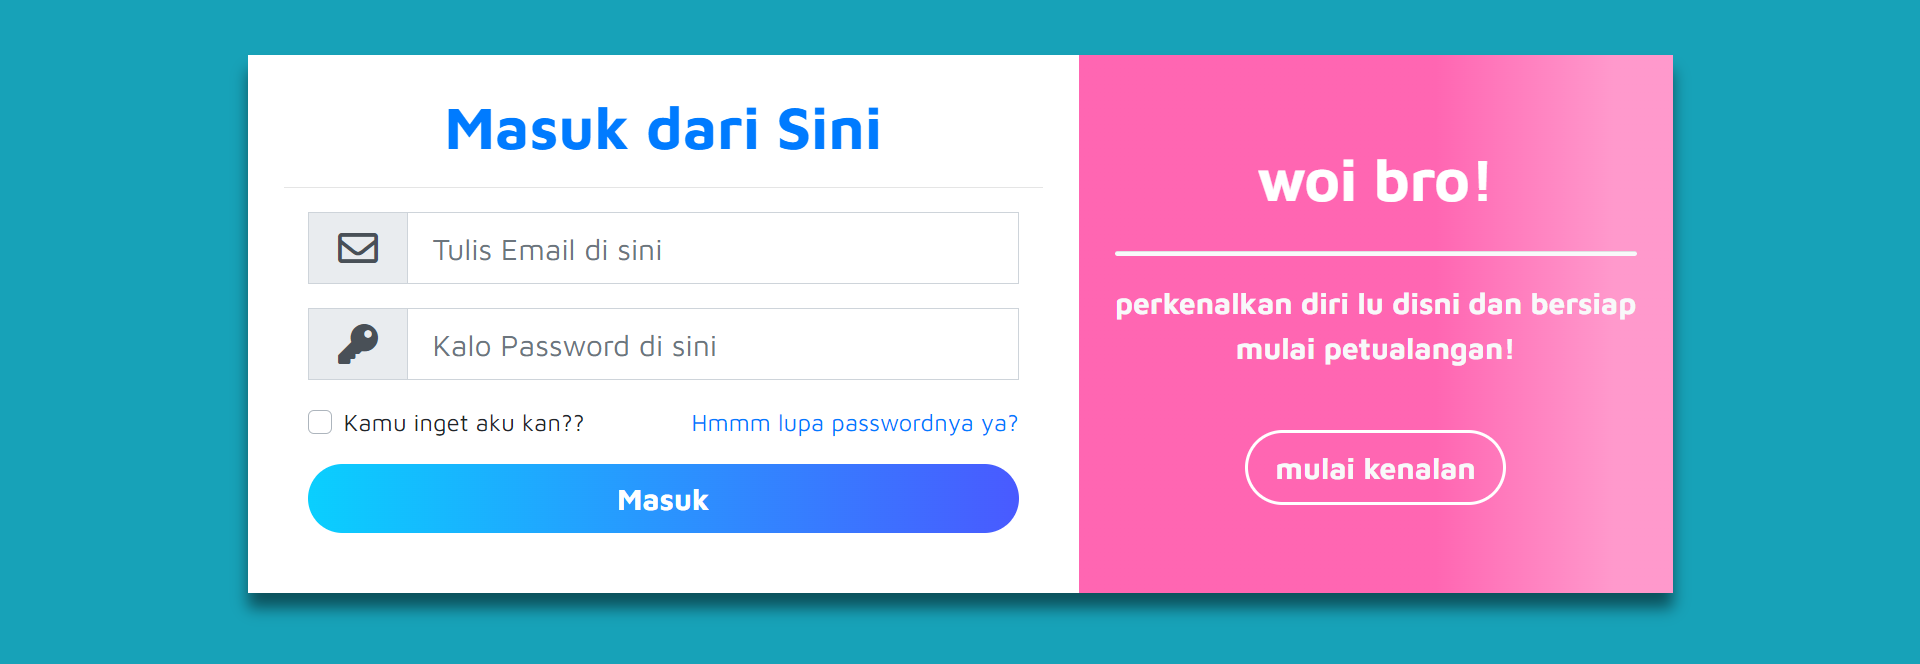 Masuk dari Sini
Tulis Email di sini
Kalo Password di sini
Kamu inget aku kan??
Hmmm lupa passwordnya ya?
Masuk
woi bro!
perkenalkan diri lu disni dan bersiap
mulai petualangan!
mulai kenalan